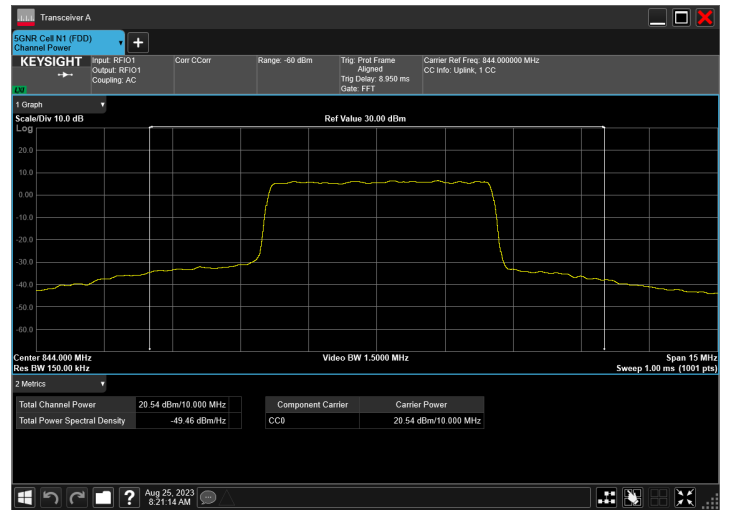 Transceiver A
5GNR Cell N1 (FDD)
Channel Power
KEYSIGHT
Input: RFIO1
Output: RFIO1
Coupling: AC
Corr CCorr
Range: -60 dBm
Trig: Prot Frame
Aligned
Trig Delay: 8.950 ms
Gate: FFT
Carrier Ref Freq: 844.000000 MHz
CC Info: Uplink, 1 CC
LXI
1 Graph
Scale/Div 10.0 dB
Ref Value 30.00 dBm
Log
20.0
10.0
0.00
-10.0
-20.0
-30.0
-40.0
-50.0
-60.0
Center 844.000 MHz
Video BW 1.5000 MHz
Span 15 MHz
Res BW 150.00 kHz
Sweep 1.00 ms (1001 pts)
2 Metrics
Total Channel Power 20.54 dBm/10.000 MHz
Total Power Spectral Density -49.46 dBm/Hz
Component Carrier Carrier Power
CC0 20.54 dBm/10.000 MHz
?
Aug 25, 2023
8:21:14 AM